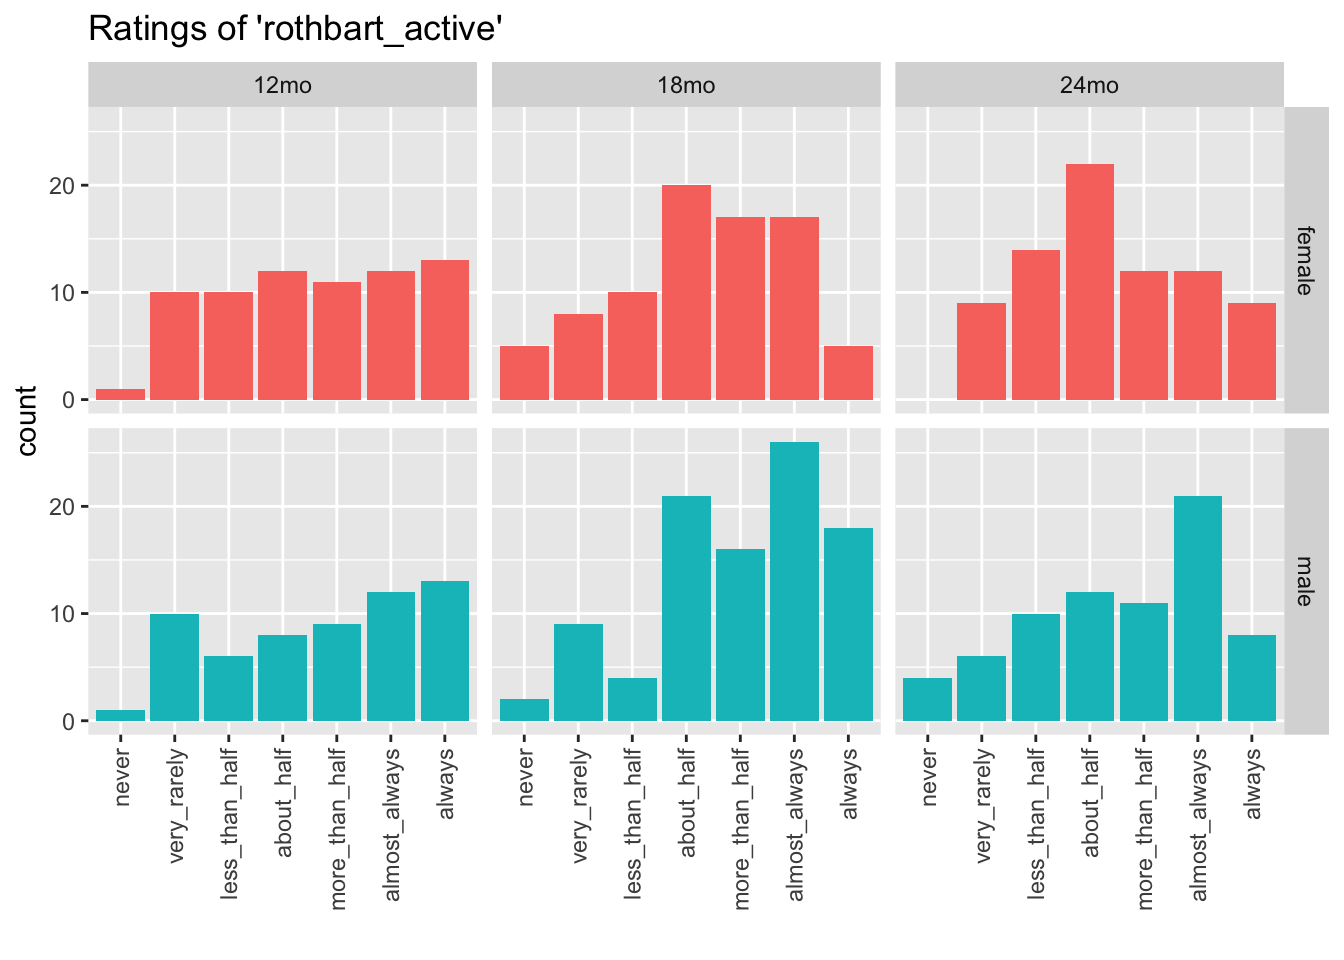 Ratings of 'rothbart_active'
12mo
18mo
24mo
count
20
10
0
female
20
10
0
male
never
very_rarely
less_than_half
about_half
more_than_half
almost_always
always
never
very_rarely
less_than_half
about_half
more_than_half
almost_always
always
never
very_rarely
less_than_half
about_half
more_than_half
almost_always
always